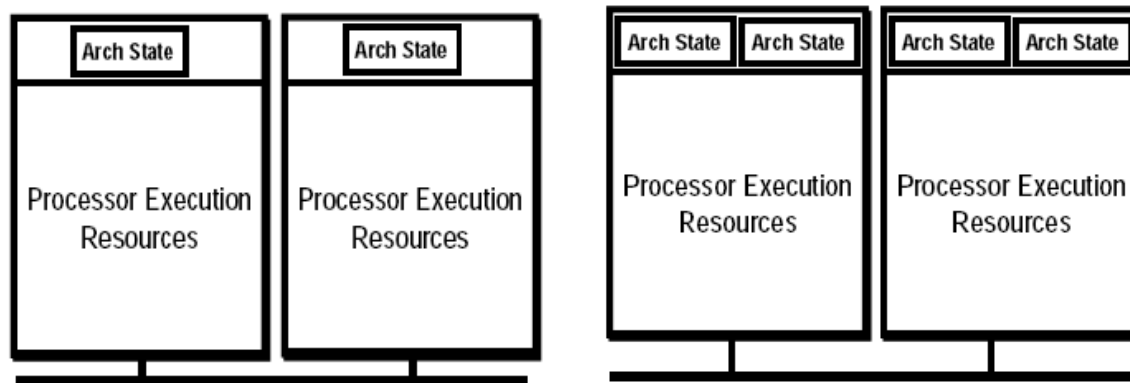 Arch State
Arch State
Arch State Arch State
Arch State Arch State
Processor Execution
Resources
Processor Execution
Resources
Processor Execution
Resources
Processor Execution
Resources